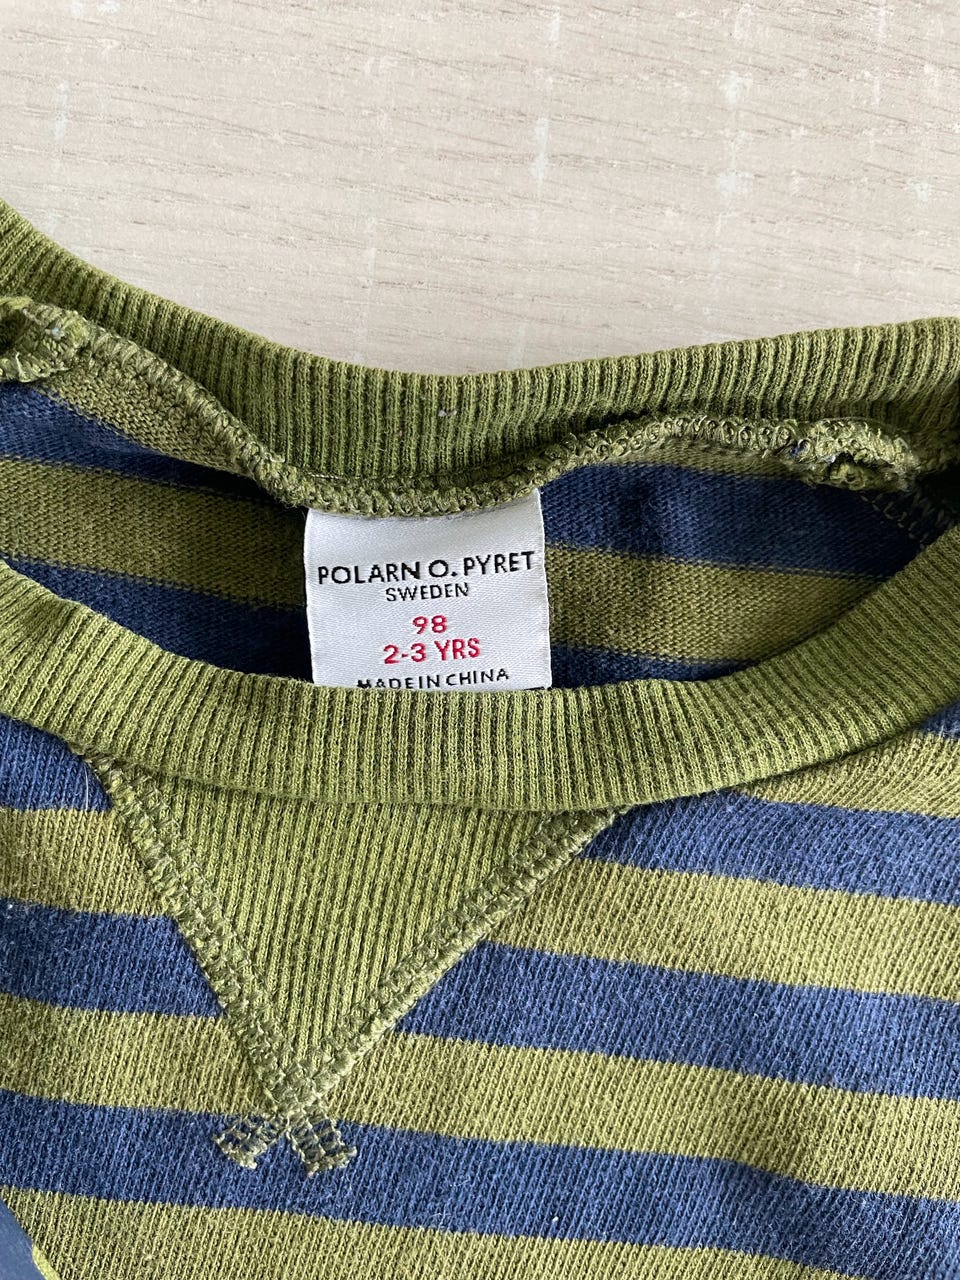 POLARN O. PYRET
SWEDEN
98
2-3 YRS
MADE IN CHINA